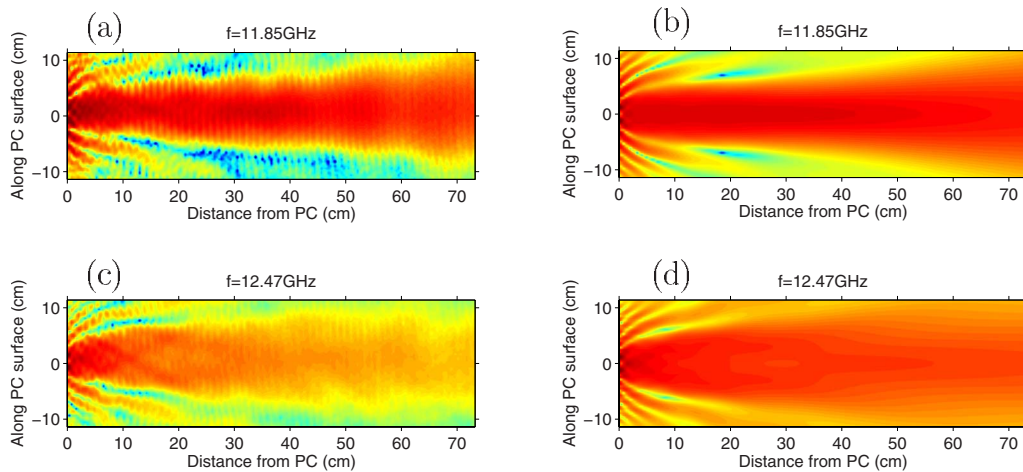 (a) f=11.85GHz
Along PC surface (cm)
10
0
−10
0 10 20 30 40 50 60 70
Distance from PC (cm)
(b) f=11.85GHz
Along PC surface (cm)
10
0
−10
0 10 20 30 40 50 60 70
Distance from PC (cm)
(c) f=12.47GHz
Along PC surface (cm)
10
0
−10
0 10 20 30 40 50 60 70
Distance from PC (cm)
(d) f=12.47GHz
Along PC surface (cm)
10
0
−10
0 10 20 30 40 50 60 70
Distance from PC (cm)